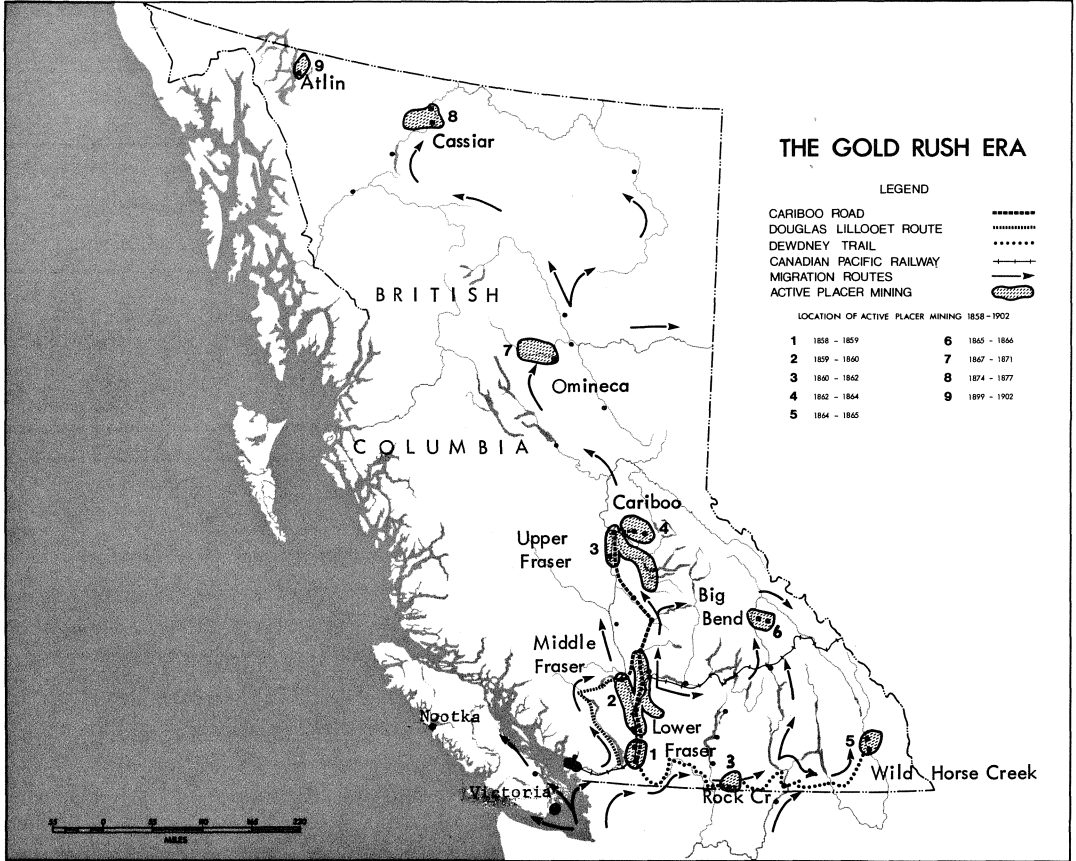 THE GOLD RUSH ERA
LEGEND
CARIBOO ROAD
DOUGLAS LILLOOET ROUTE
DEWDNEY TRAIL
CANADIAN PACIFIC RAILWAY
MIGRATION ROUTES
ACTIVE PLACER MINING
LOCATION OF ACTIVE PLACER MINING 1858-1902
1 1858 - 1859
2 1859 - 1860
3 1860 - 1862
4 1862 - 1864
5 1864 - 1865
6 1865 - 1866
7 1867 - 1871
8 1874 - 1877
9 1899 - 1902
9
Atlin
8
Cassiar
BRITISH
7
Omineca
COLUMBIA
Cariboo
4
Upper
Fraser
3
Big
Bend
6
Middle
Fraser
2
Nootka
Lower
Fraser
1
3
5
Wild Horse Creek
Rock Cr.
Victoria
0
MILES